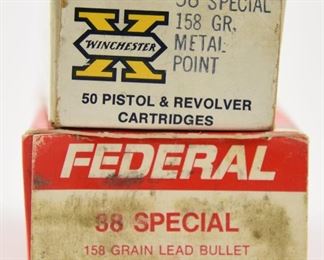 38 SPECIAL
158 GR.
METAL
POINT
X
WINCHESTER
50 PISTOL & REVOLVER
CARTRIDGES
FEDERAL
38 SPECIAL
158 GRAIN LEAD BULLET